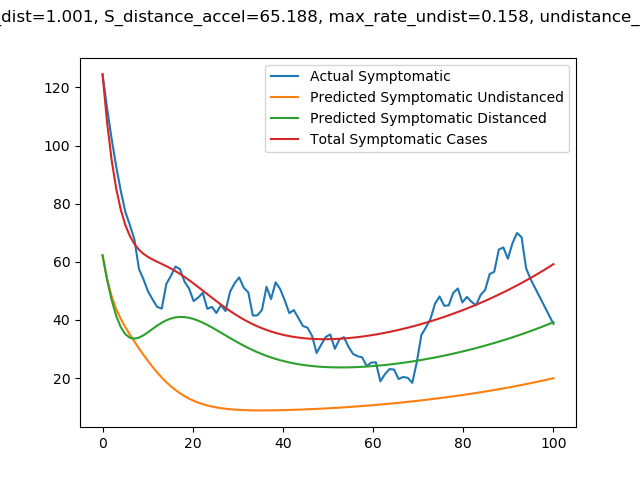 _dist=1.001, S_distance_accel=65.188, max_rate_undist=0.158, undistance_
Actual Symptomatic
Predicted Symptomatic Undistanced
Predicted Symptomatic Distanced
Total Symptomatic Cases
120
100
80
60
40
20
0 20 40 60 80 100